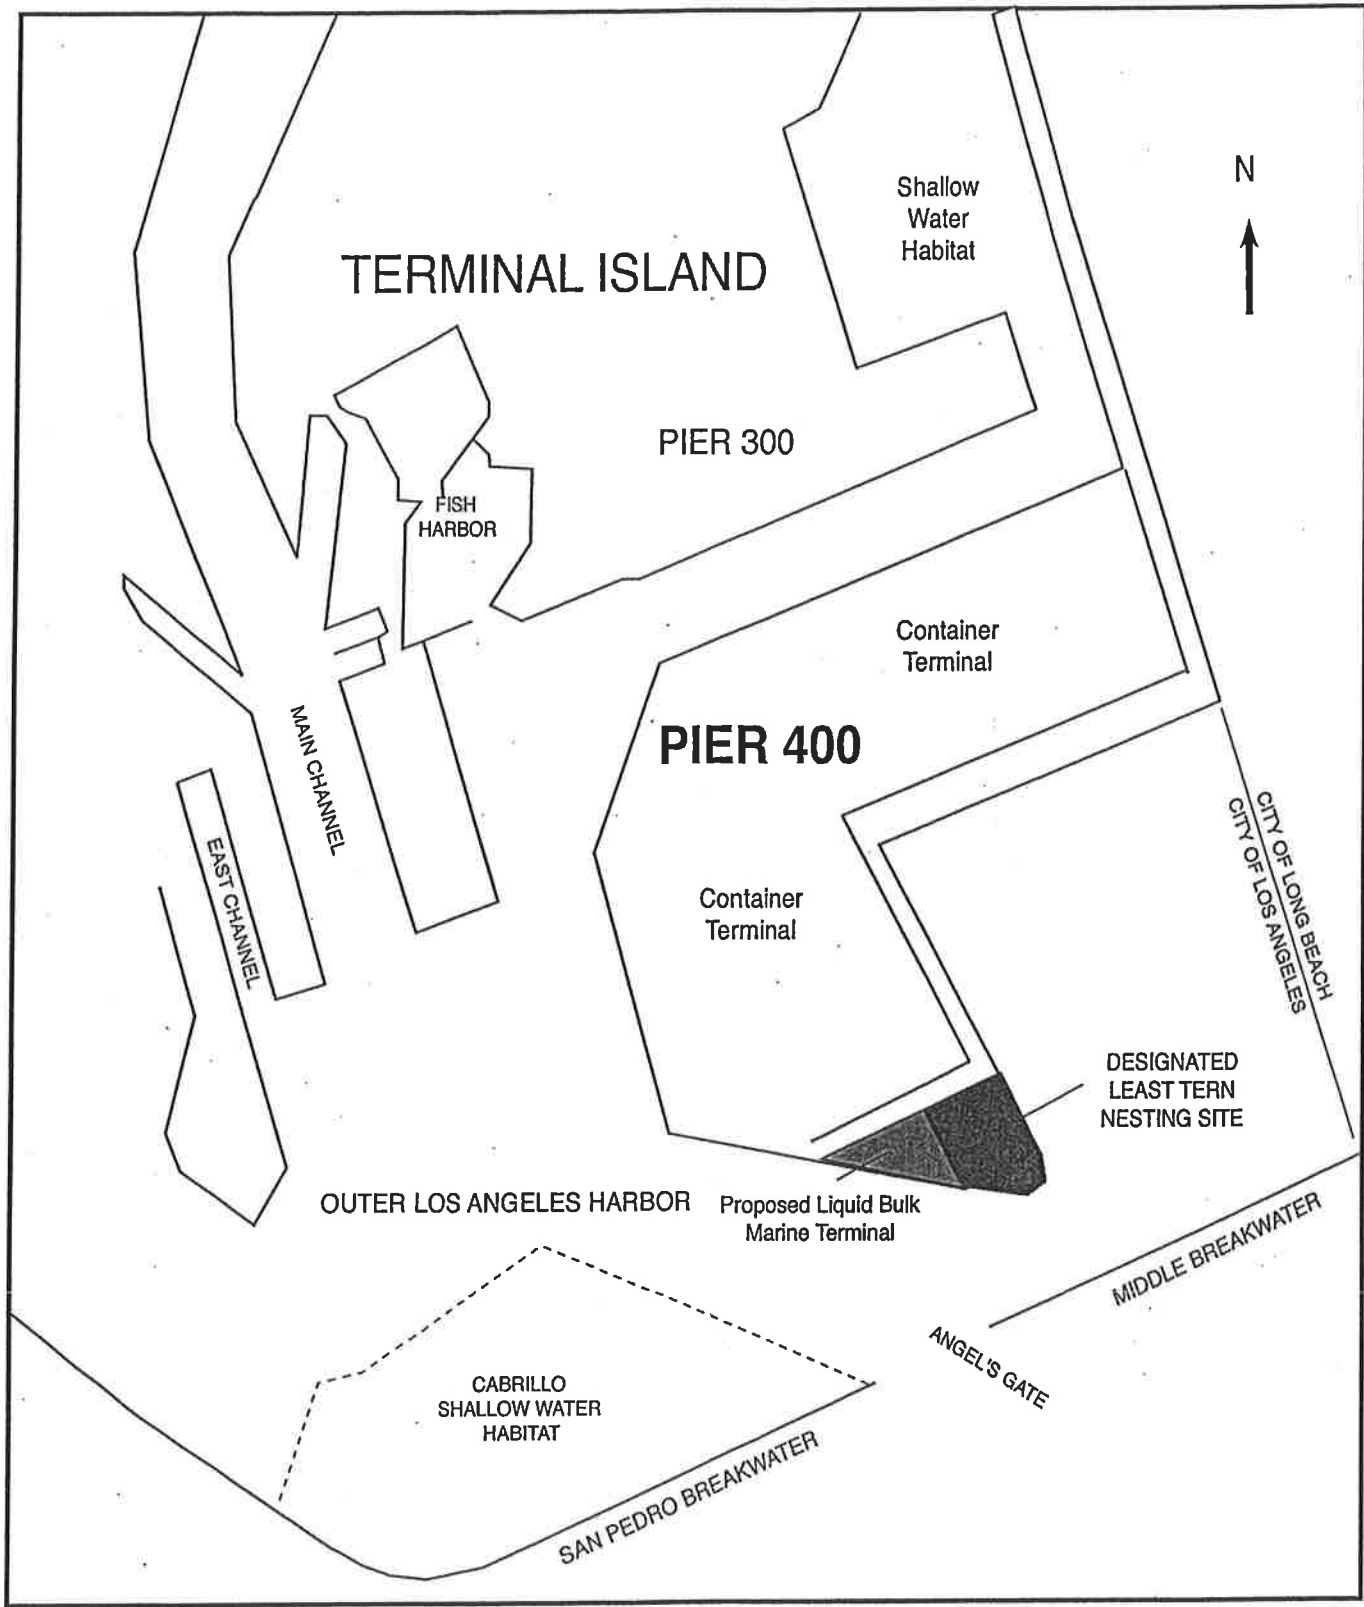 N
Shallow
Water
Habitat
TERMINAL ISLAND
PIER 300
FISH
HARBOR
Container
Terminal
PIER 400
MAIN CHANNEL
EAST CHANNEL
Container
Terminal
CITY OF LONG BEACH
CITY OF LOS ANGELES
DESIGNATED
LEAST TERN
NESTING SITE
OUTER LOS ANGELES HARBOR
Proposed Liquid Bulk
Marine Terminal
MIDDLE BREAKWATER
ANGEL'S GATE
CABRILLO
SHALLOW WATER
HABITAT
SAN PEDRO BREAKWATER